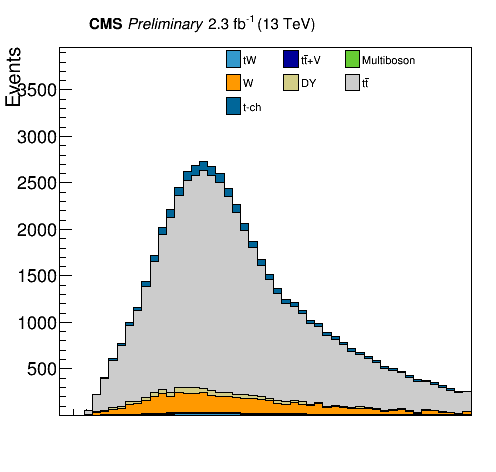 CMS Preliminary 2.3 fb⁻¹ (13 TeV)
Events
tW tt̄+V Multiboson
W DY tt̄
t-ch
3500
3000
2500
2000
1500
1000
500